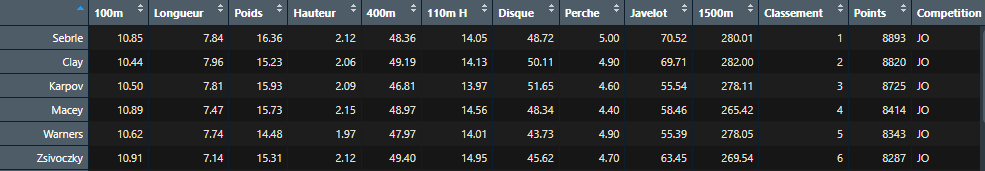 100m Longueur Poids Hauteur 400m 110m H Disque Perche Javelot 1500m Classement Points Competition
Sebrle 10.85 7.84 16.36 2.12 48.36 14.05 48.72 5.00 70.52 280.01 1 8893 JO
Clay 10.44 7.96 15.23 2.06 49.19 14.13 50.11 4.90 69.71 282.00 2 8820 JO
Karpov 10.50 7.81 15.93 2.09 46.81 13.97 51.65 4.60 55.54 278.11 3 8725 JO
Macey 10.89 7.47 15.73 2.15 48.97 14.56 48.34 4.40 58.46 265.42 4 8414 JO
Warners 10.62 7.74 14.48 1.97 47.97 14.01 43.73 4.90 55.39 278.05 5 8343 JO
Zsivoczky 10.91 7.14 15.31 2.12 49.40 14.95 45.62 4.70 63.45 269.54 6 8287 JO